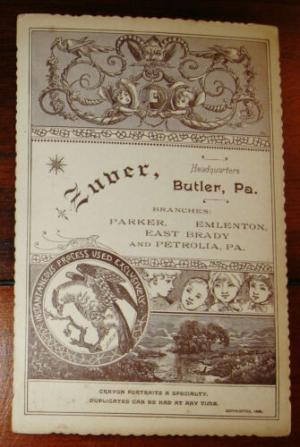 Zuver,
Headquarters
Butler, Pa.
BRANCHES:
PARKER, EMLENTON,
EAST BRADY
AND PETROLIA, PA.
INSTANTANEOUS PROCESS USED EXCLUSIVELY
CRAYON PORTRAITS A SPECIALTY.
DUPLICATES CAN BE HAD AT ANY TIME.